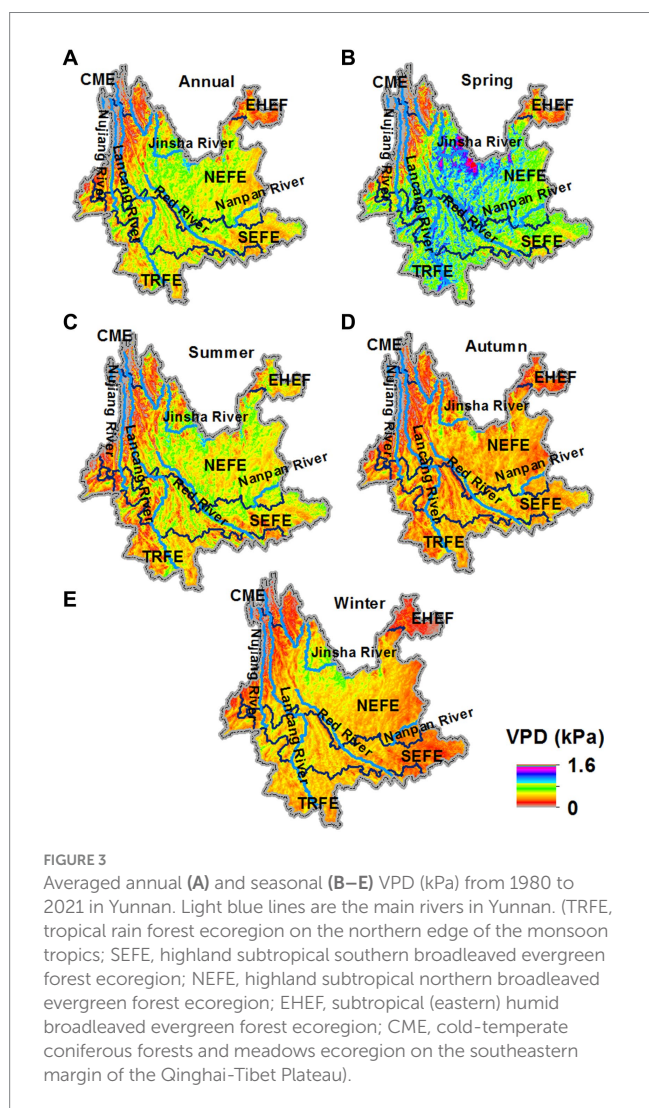 A
Annual
CME
EHEF
Nujiang River
Lancang River
Jinsha River
NEFE
Red River
Nanpan River
SEFE
TRFE
B
Spring
CME
EHEF
Nujiang River
Lancang River
Jinsha River
NEFE
Red River
Nanpan River
SEFE
TRFE
C
Summer
CME
EHEF
Nujiang River
Lancang River
Jinsha River
NEFE
Red River
Nanpan River
SEFE
TRFE
D
Autumn
CME
EHEF
Nujiang River
Lancang River
Jinsha River
NEFE
Red River
Nanpan River
SEFE
TRFE
E
Winter
CME
EHEF
Nujiang River
Lancang River
Jinsha River
NEFE
Red River
Nanpan River
SEFE
TRFE
VPD (kPa)
1.6
0
FIGURE 3
Averaged annual (A) and seasonal (B–E) VPD (kPa) from 1980 to
2021 in Yunnan. Light blue lines are the main rivers in Yunnan. (TRFE,
tropical rain forest ecoregion on the northern edge of the monsoon
tropics; SEFE, highland subtropical southern broadleaved evergreen
forest ecoregion; NEFE, highland subtropical northern broadleaved
evergreen forest ecoregion; EHEF, subtropical (eastern) humid
broadleaved evergreen forest ecoregion; CME, cold-temperate
coniferous forests and meadows ecoregion on the southeastern
margin of the Qinghai-Tibet Plateau).